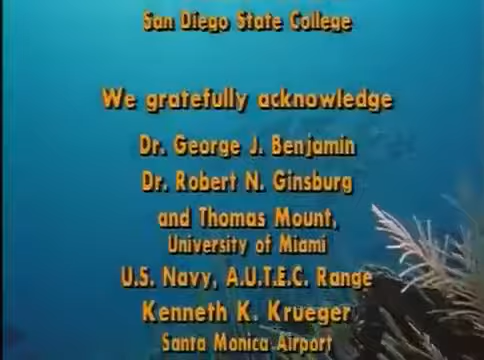 San Diego State College
We gratefully acknowledge
Dr. George J. Benjamin
Dr. Robert N. Ginsburg
and Thomas Mount,
University of Miami
U.S. Navy, A.U.T.E.C. Range
Kenneth K. Krueger
Santa Monica Airport